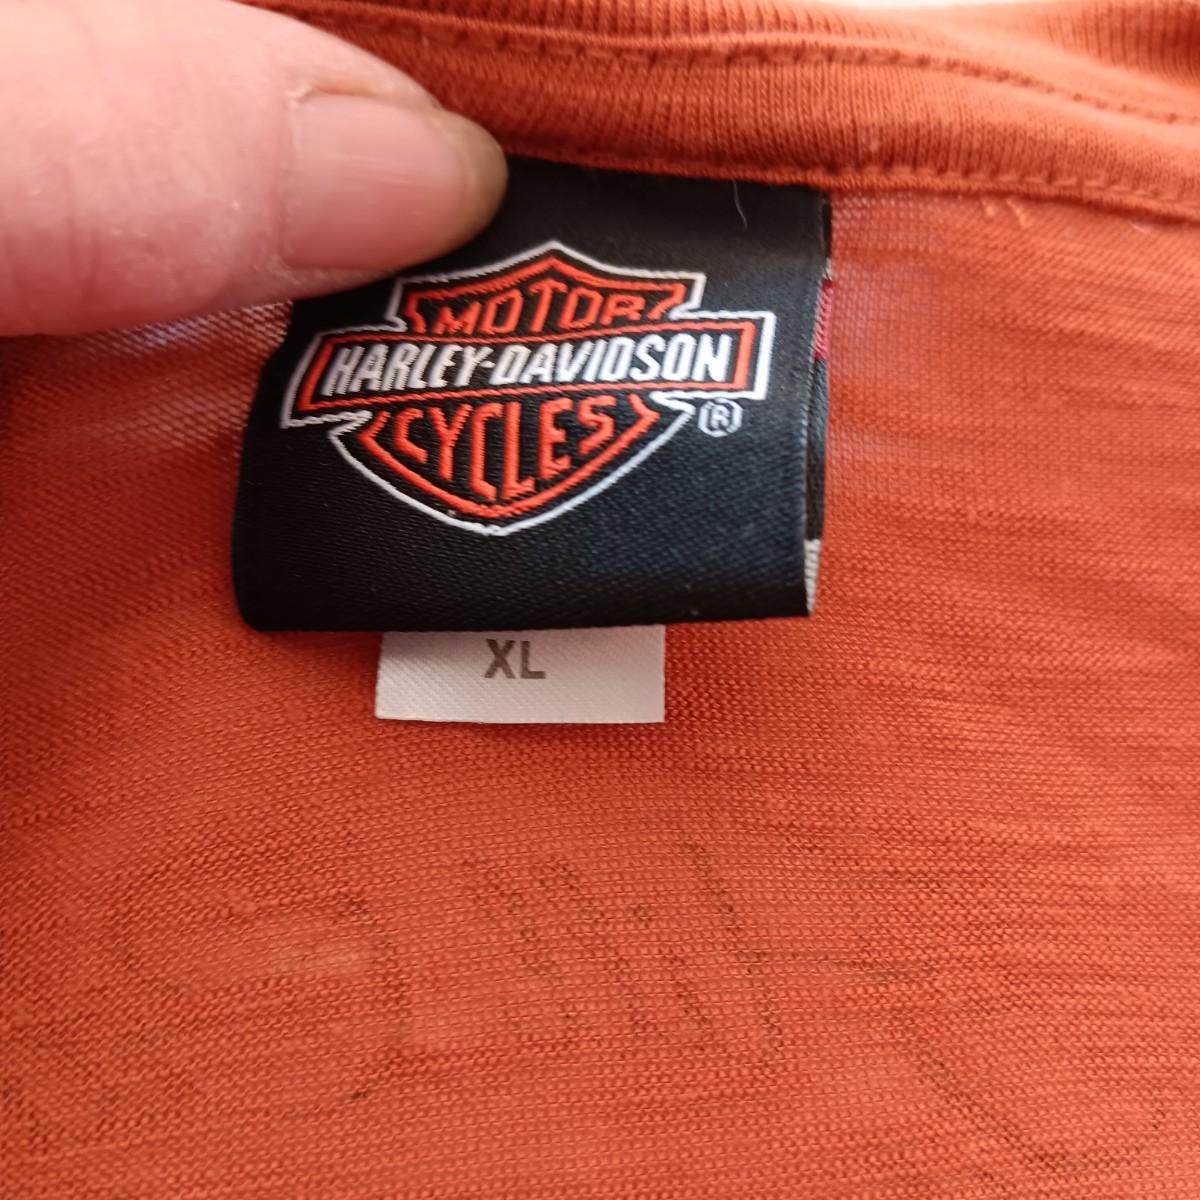 MOTOR
HARLEY-DAVIDSON
CYCLES
®
XL